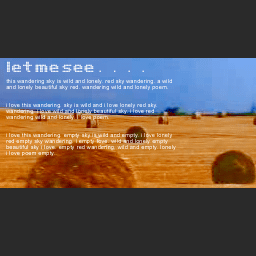 letmesee....
this wandering sky is wild and lonely. red sky wandering. a wild.
and lonely beautiful sky red. wandering wild and lonely poem.
i love this wandering. sky is wild and i love lonely red sky.
wandering. i love wild and lonely beautiful sky. i love red.
wandering wild and lonely. i love poem.
i love this wandering. empty sky is wild and empty. i love lonely
red empty sky wandering. i empty love. wild and lonely empty
beautiful sky i love. empty red wandering. wild and empty. lonely
i love poem empty.